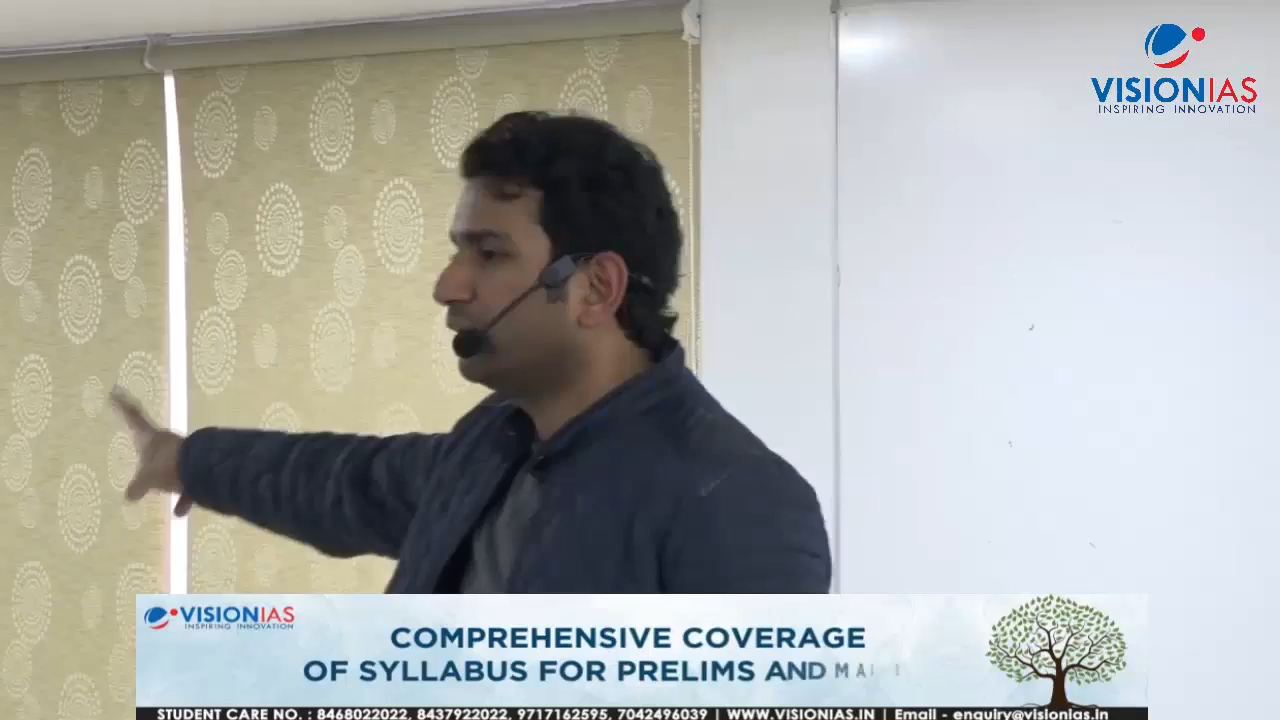 VISIONIAS
INSPIRING INNOVATION
VISIONIAS
INSPIRING INNOVATION
COMPREHENSIVE COVERAGE
OF SYLLABUS FOR PRELIMS AND
STUDENT CARE NO. : 8468022022, 8437922022, 9717162595, 7042496039 | WWW.VISIONIAS.IN | Email - enquiry@visionias.in